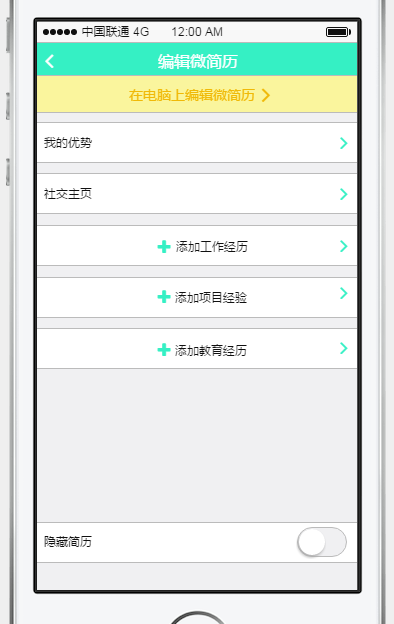 中国联通 4G 12:00 AM
编辑微简历
在电脑上编辑微简历
我的优势
社交主页
添加工作经历
添加项目经验
添加教育经历
隐藏简历